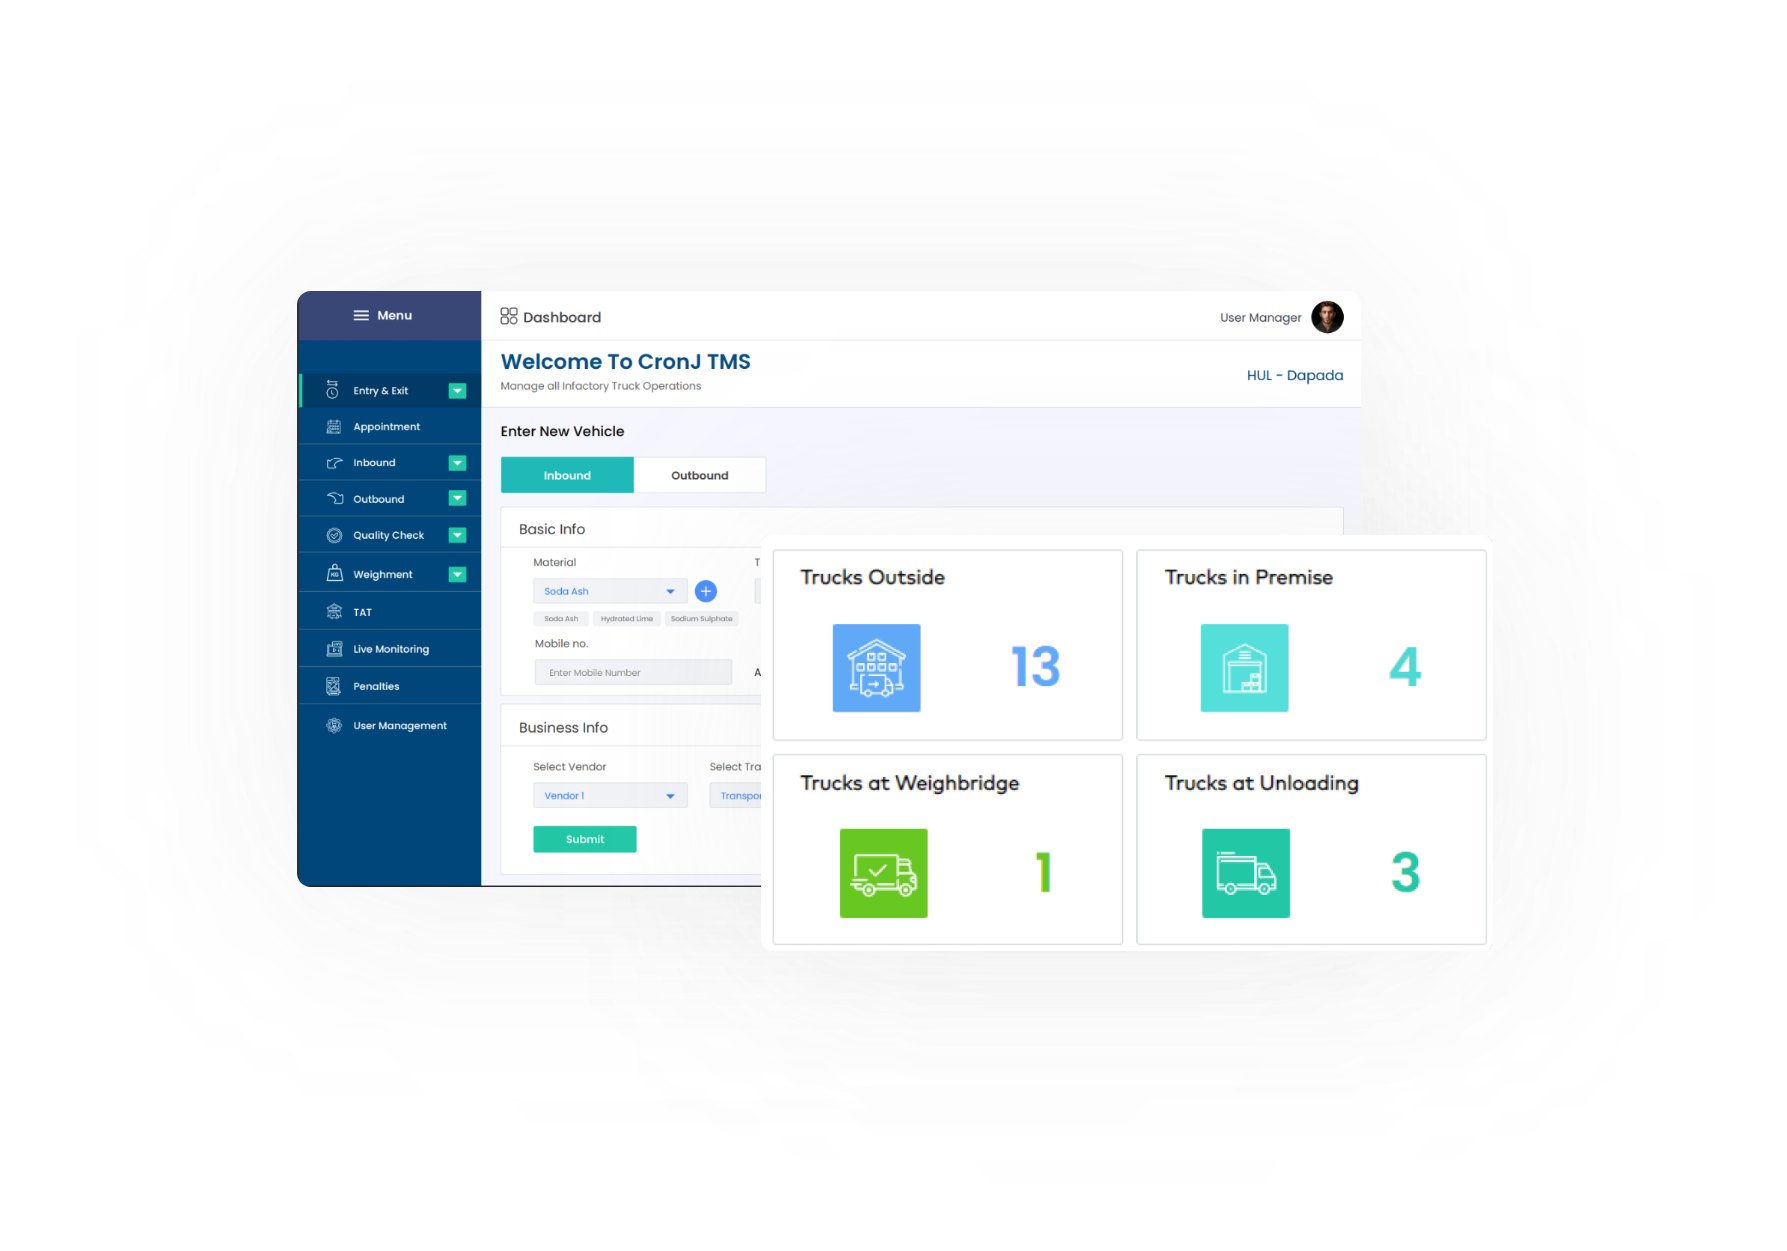 Menu
Entry & Exit
Appointment
Inbound
Outbound
Quality Check
KG
Weighment
TAT
Live Monitoring
Penalties
User Management
Dashboard
User Manager
Welcome To CronJ TMS
Manage all Infactory Truck Operations
HUL - Dapada
Enter New Vehicle
Inbound Outbound
Basic Info
Material
Soda Ash
Soda Ash Hydrated Lime Sodium Sulphate
Mobile no.
Enter Mobile Number
Business Info
Select Vendor Select Tra
Vendor 1 Transpo
Submit
Trucks Outside
13
Trucks in Premise
4
Trucks at Weighbridge
1
Trucks at Unloading
3